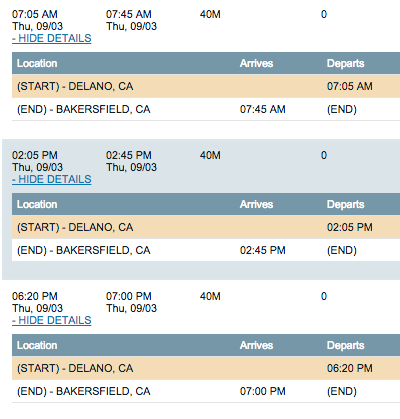 07:05 AM 07:45 AM 40M 0
Thu, 09/03 Thu, 09/03
- HIDE DETAILS
Location Arrives Departs
(START) - DELANO, CA 07:05 AM
(END) - BAKERSFIELD, CA 07:45 AM (END)
02:05 PM 02:45 PM 40M 0
Thu, 09/03 Thu, 09/03
- HIDE DETAILS
Location Arrives Departs
(START) - DELANO, CA 02:05 PM
(END) - BAKERSFIELD, CA 02:45 PM (END)
06:20 PM 07:00 PM 40M 0
Thu, 09/03 Thu, 09/03
- HIDE DETAILS
Location Arrives Departs
(START) - DELANO, CA 06:20 PM
(END) - BAKERSFIELD, CA 07:00 PM (END)